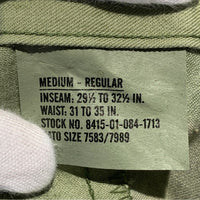 MEDIUM - REGULAR
INSEAM: 29½ TO 32½ IN.
WAIST: 31 TO 35 IN.
STOCK NO. 8415-01-084-1713
ATO SIZE 7583/7989